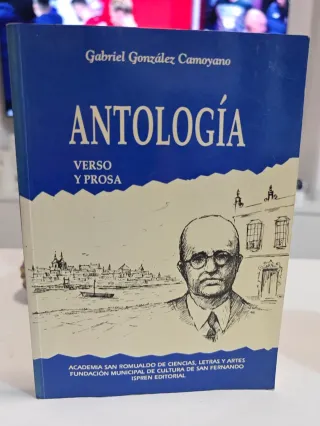 Gabriel González Camoyano
ANTOLOGÍA
VERSO
Y PROSA
ACADEMIA SAN ROMUALDO DE CIENCIAS, LETRAS Y ARTES
FUNDACIÓN MUNICIPAL DE CULTURA DE SAN FERNANDO
ISPREN EDITORIAL